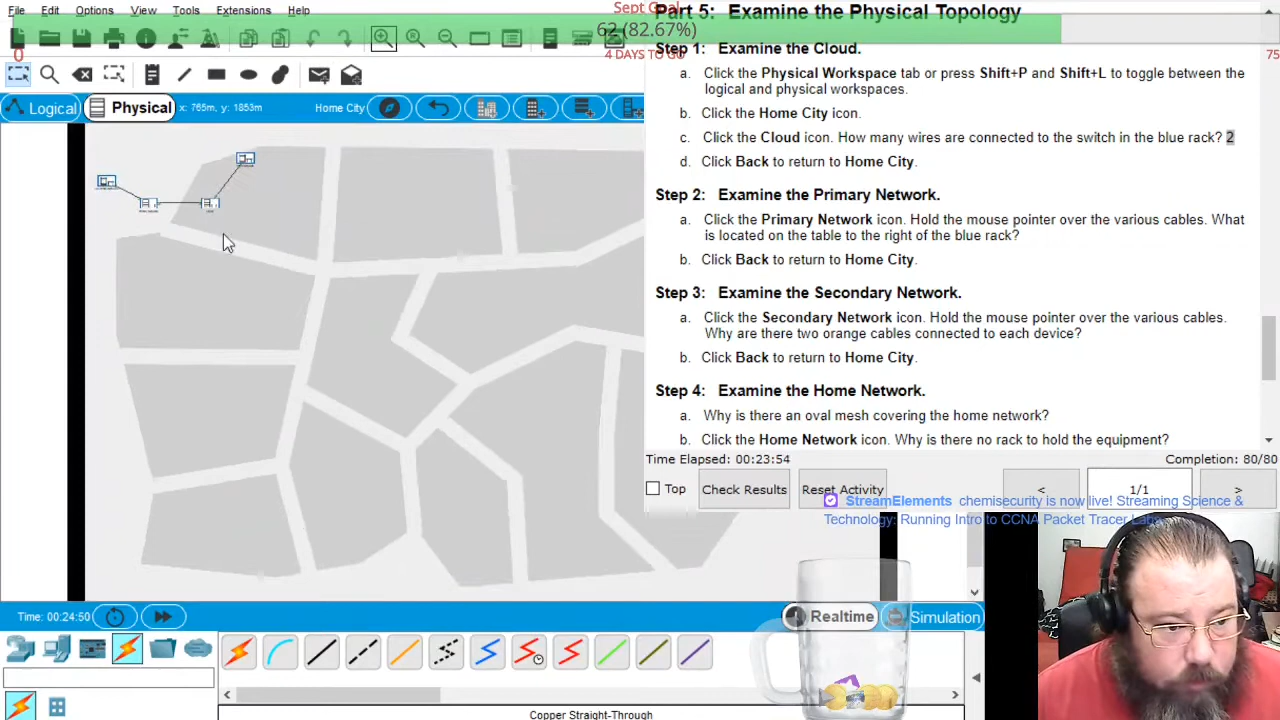 File Edit Options View Tools Extensions Help
Sept Goal
62 (82.67%)
4 DAYS TO GO
0
75
Logical
Physical
x: 765m, y: 1853m
Home City
Part 5: Examine the Physical Topology
Step 1: Examine the Cloud.
a. Click the Physical Workspace tab or press Shift+P and Shift+L to toggle between the
logical and physical workspaces.
b. Click the Home City icon.
c. Click the Cloud icon. How many wires are connected to the switch in the blue rack? 2
d. Click Back to return to Home City.
Step 2: Examine the Primary Network.
a. Click the Primary Network icon. Hold the mouse pointer over the various cables. What
is located on the table to the right of the blue rack?
b. Click Back to return to Home City.
Step 3: Examine the Secondary Network.
a. Click the Secondary Network icon. Hold the mouse pointer over the various cables.
Why are there two orange cables connected to each device?
b. Click Back to return to Home City.
Step 4: Examine the Home Network.
a. Why is there an oval mesh covering the home network?
b. Click the Home Network icon. Why is there no rack to hold the equipment?
Time Elapsed: 00:23:54
Completion: 80/80
Top
Check Results
Reset Activity
<
1/1
>
StreamElements chemisecurity is now live! Streaming Science &
Technology: Running Intro to CCNA Packet Tracer Labs
Time: 00:24:50
Realtime
Simulation
Copper Straight-Through